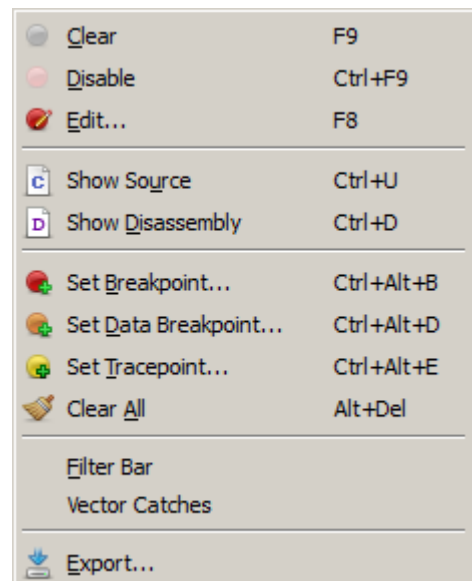 Clear F9
Disable Ctrl+F9
Edit... F8
C Show Source Ctrl+U
D Show Disassembly Ctrl+D
Set Breakpoint... Ctrl+Alt+B
Set Data Breakpoint... Ctrl+Alt+D
Set Tracepoint... Ctrl+Alt+E
Clear All Alt+Del
Filter Bar
Vector Catches
Export...